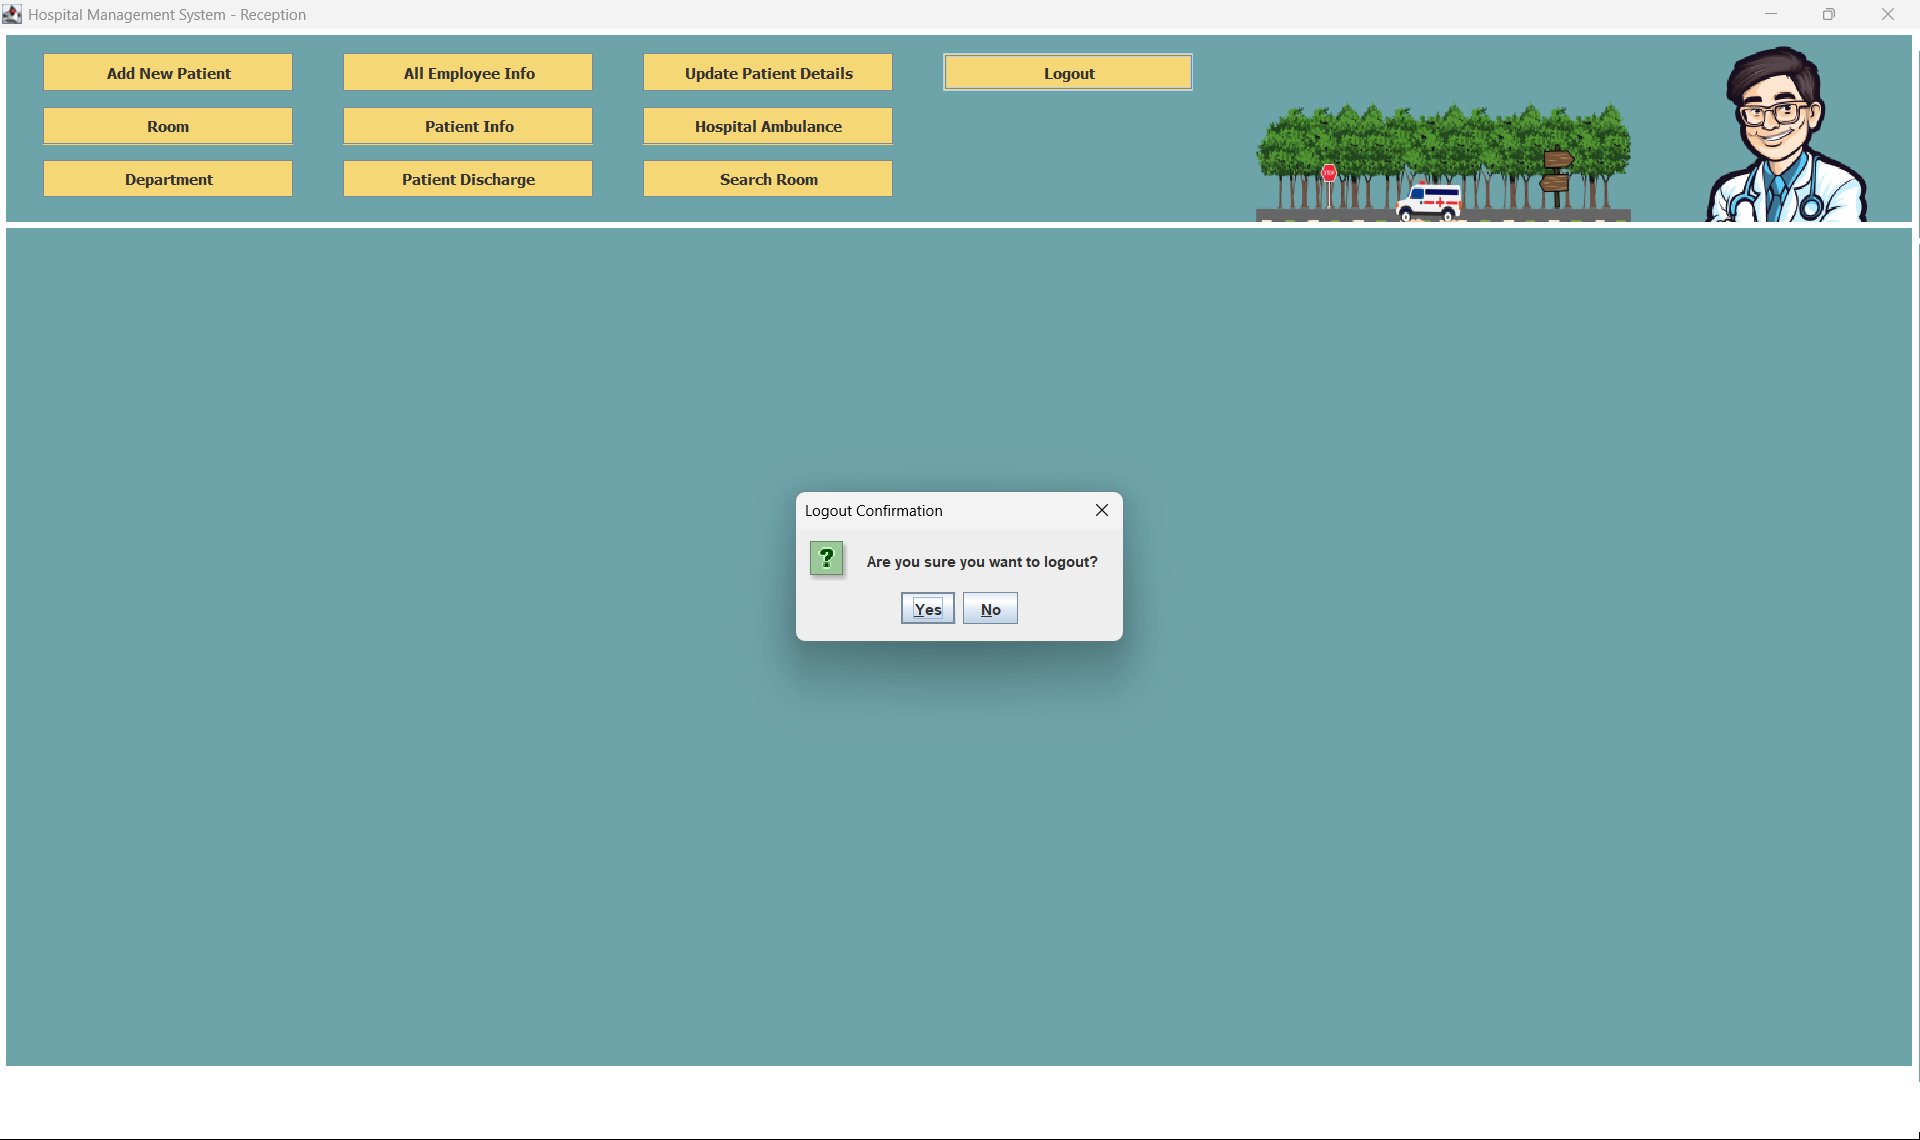 Hospital Management System - Reception
Add New Patient
All Employee Info
Update Patient Details
Logout
Room
Patient Info
Hospital Ambulance
Department
Patient Discharge
Search Room
STOP
Logout Confirmation
?
Are you sure you want to logout?
Yes
No